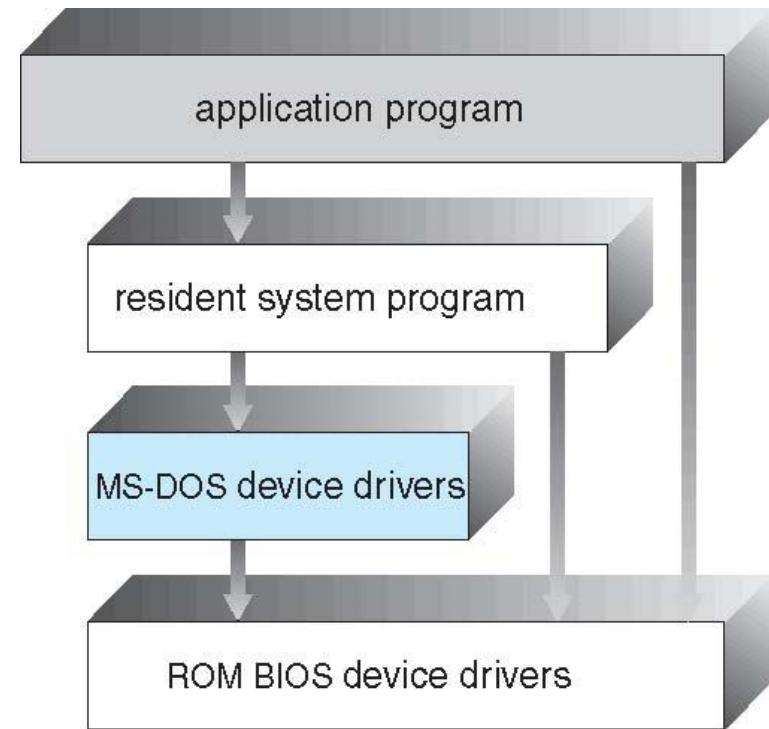 application program
resident system program
MS-DOS device drivers
ROM BIOS device drivers